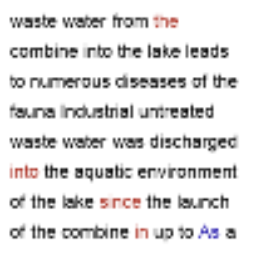 waste water from the
combine into the lake leads
to numerous diseases of the
fauna Industrial untreated
waste water was discharged
into the aquatic environment
of the lake since the launch
of the combine in up to As a